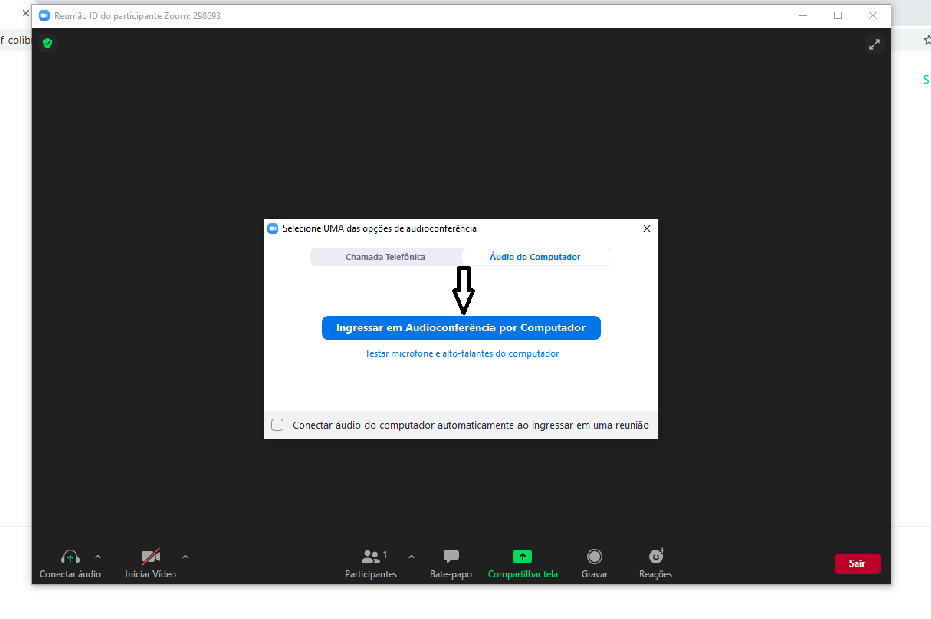 Reunião ID do participante Zoom: 298693
f-colib
S
Selecione UMA das opções de audioconferência
Chamada Telefônica
Áudio do Computador
Ingressar em Audioconferência por Computador
Testar microfone e alto-falantes do computador
Conectar áudio do computador automaticamente ao ingressar em uma reunião
1
Conectar áudio
Iniciar Vídeo
Participantes
Bate-papo
Compartilhar tela
Gravar
Reações
Sair